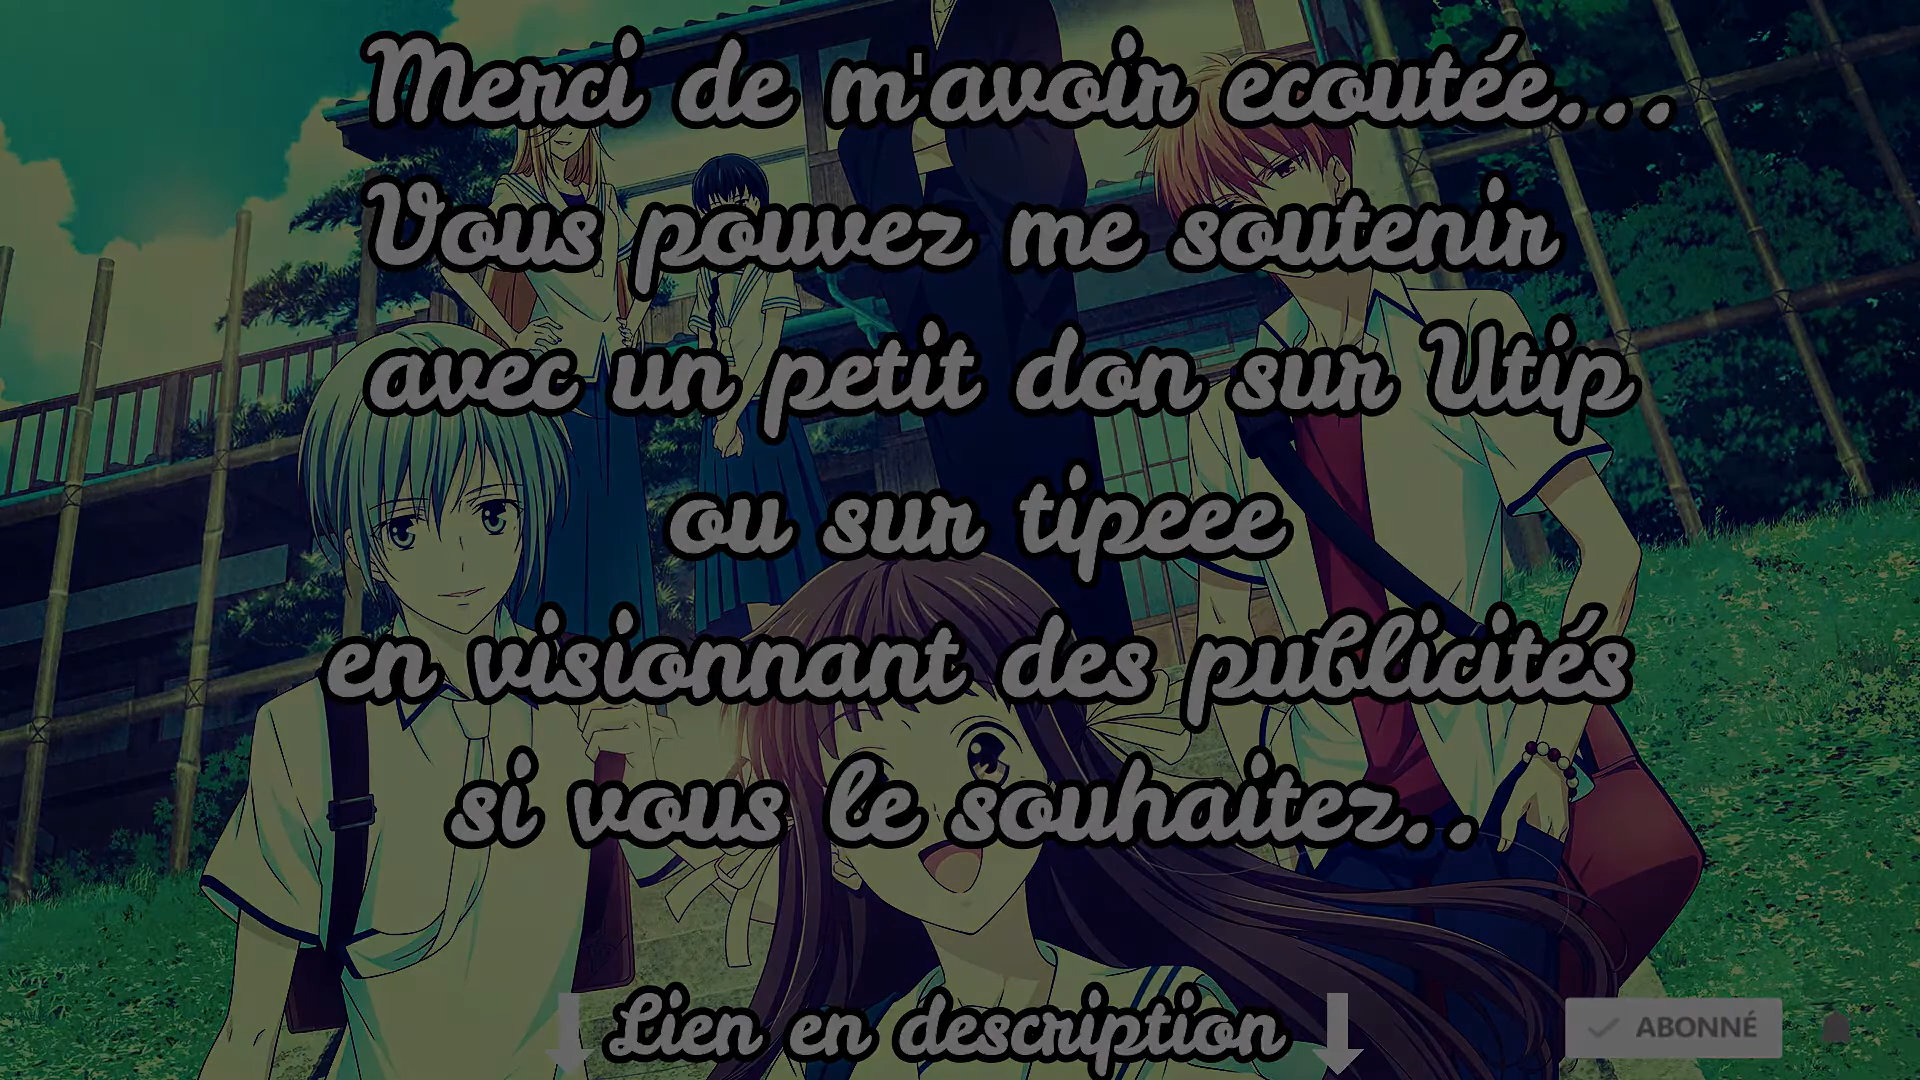 Merci de m'avoir ecoutée...
Vous pouvez me soutenir
avec un petit don sur Utip
ou sur tipeee
en visionnant des publicités
si vous le souhaitez..
Lien en description
ABONNÉ